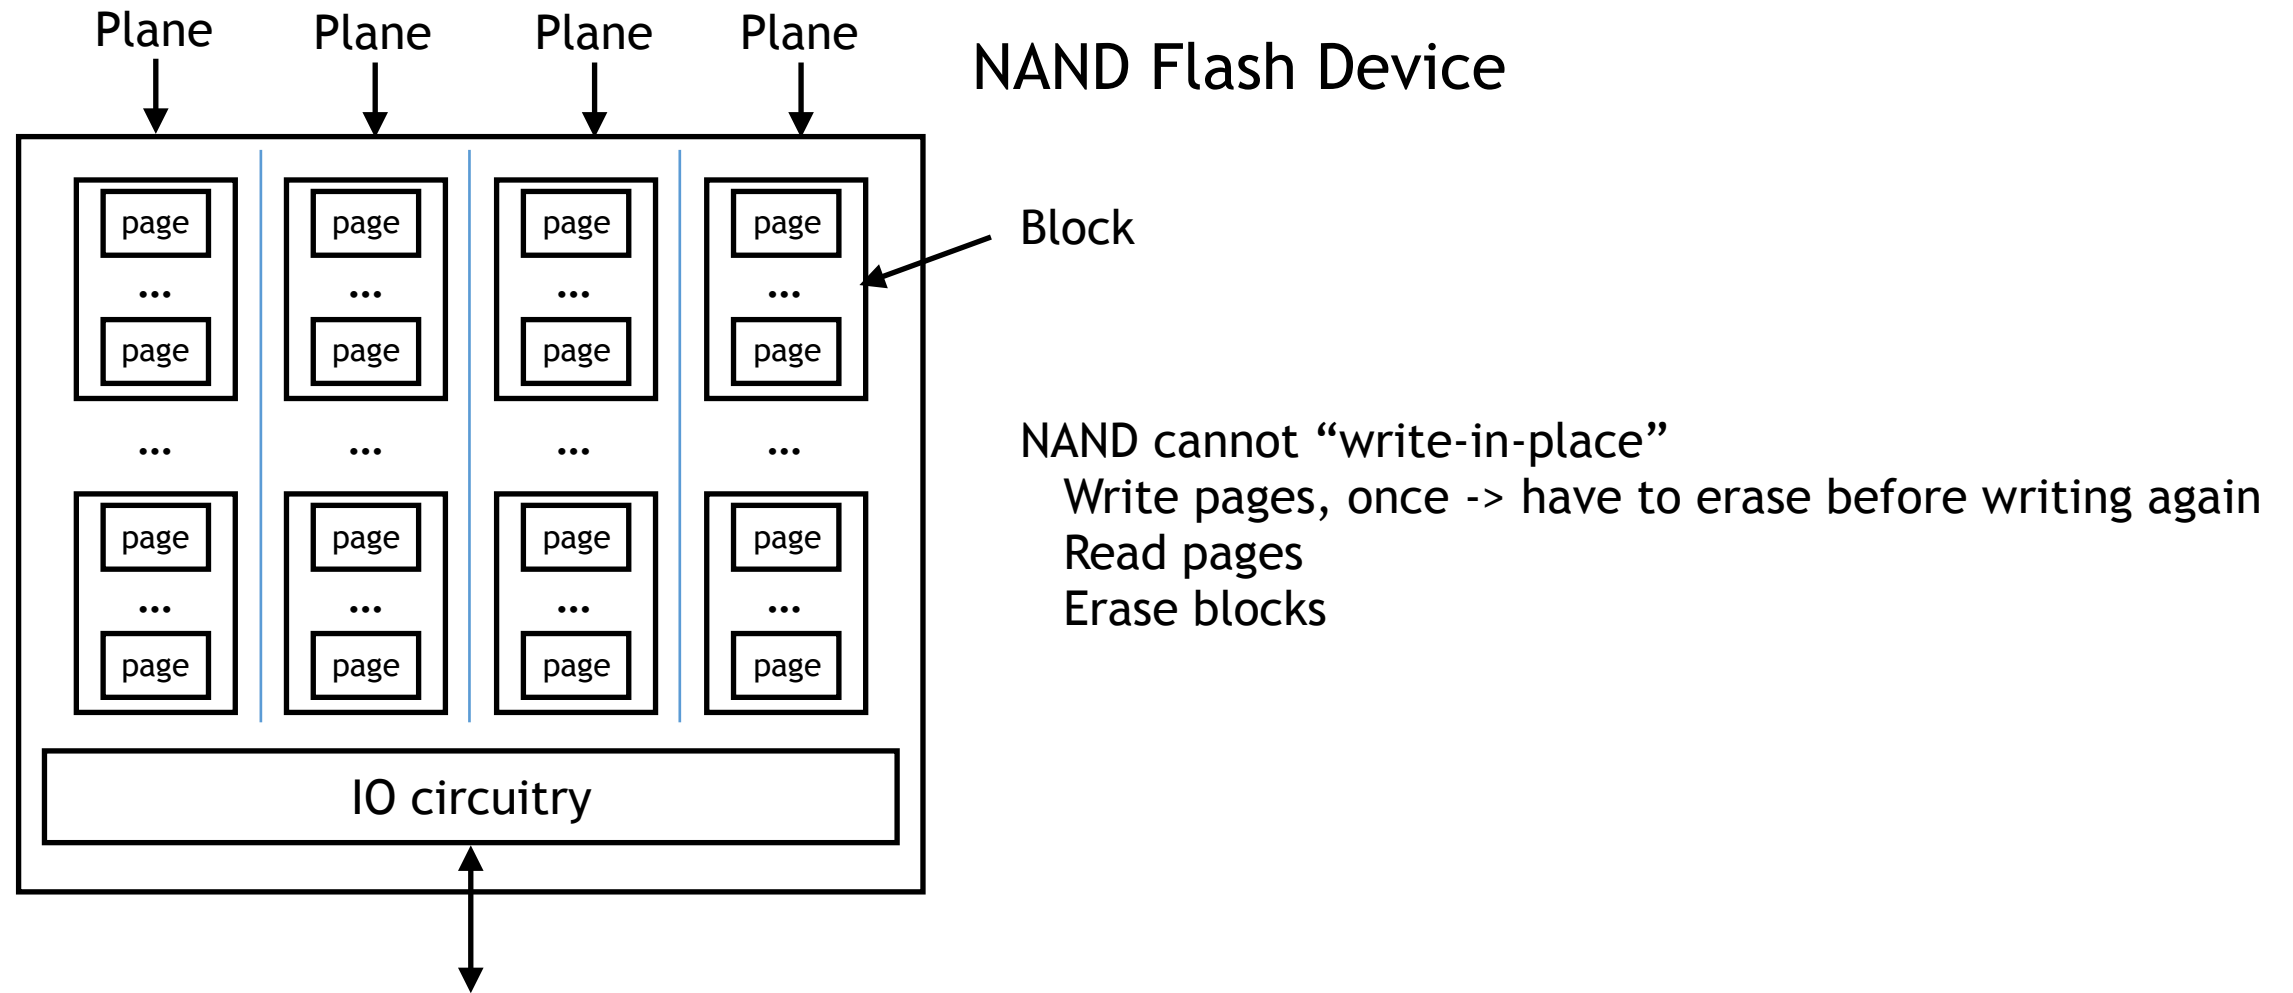 Plane Plane Plane Plane
NAND Flash Device
page page page page
Block
... ... ... ...
page page page page
... ... ... ...
NAND cannot “write-in-place”
Write pages, once -> have to erase before writing again
page page page page
Read pages
... ... ... ...
Erase blocks
page page page page
IO circuitry